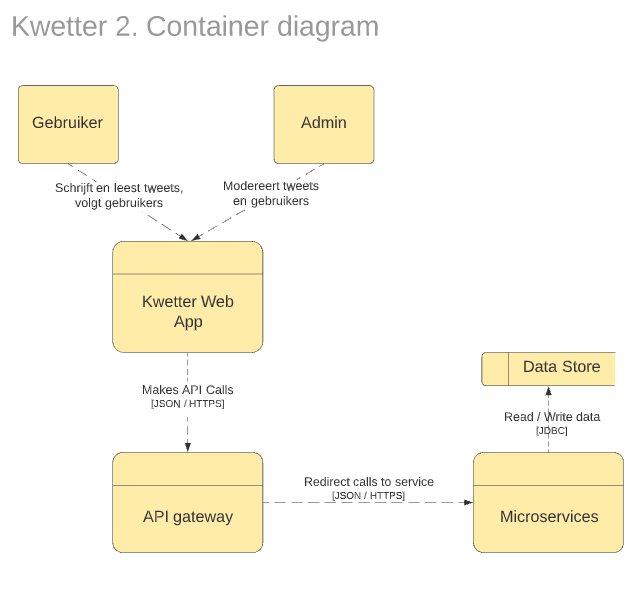 Kwetter 2. Container diagram
Gebruiker
Admin
Schrijft en leest tweets,
volgt gebruikers
Modereert tweets
en gebruikers
Kwetter Web
App
Data Store
Makes API Calls
[JSON / HTTPS]
Read / Write data
[JDBC]
Redirect calls to service
[JSON / HTTPS]
API gateway
Microservices